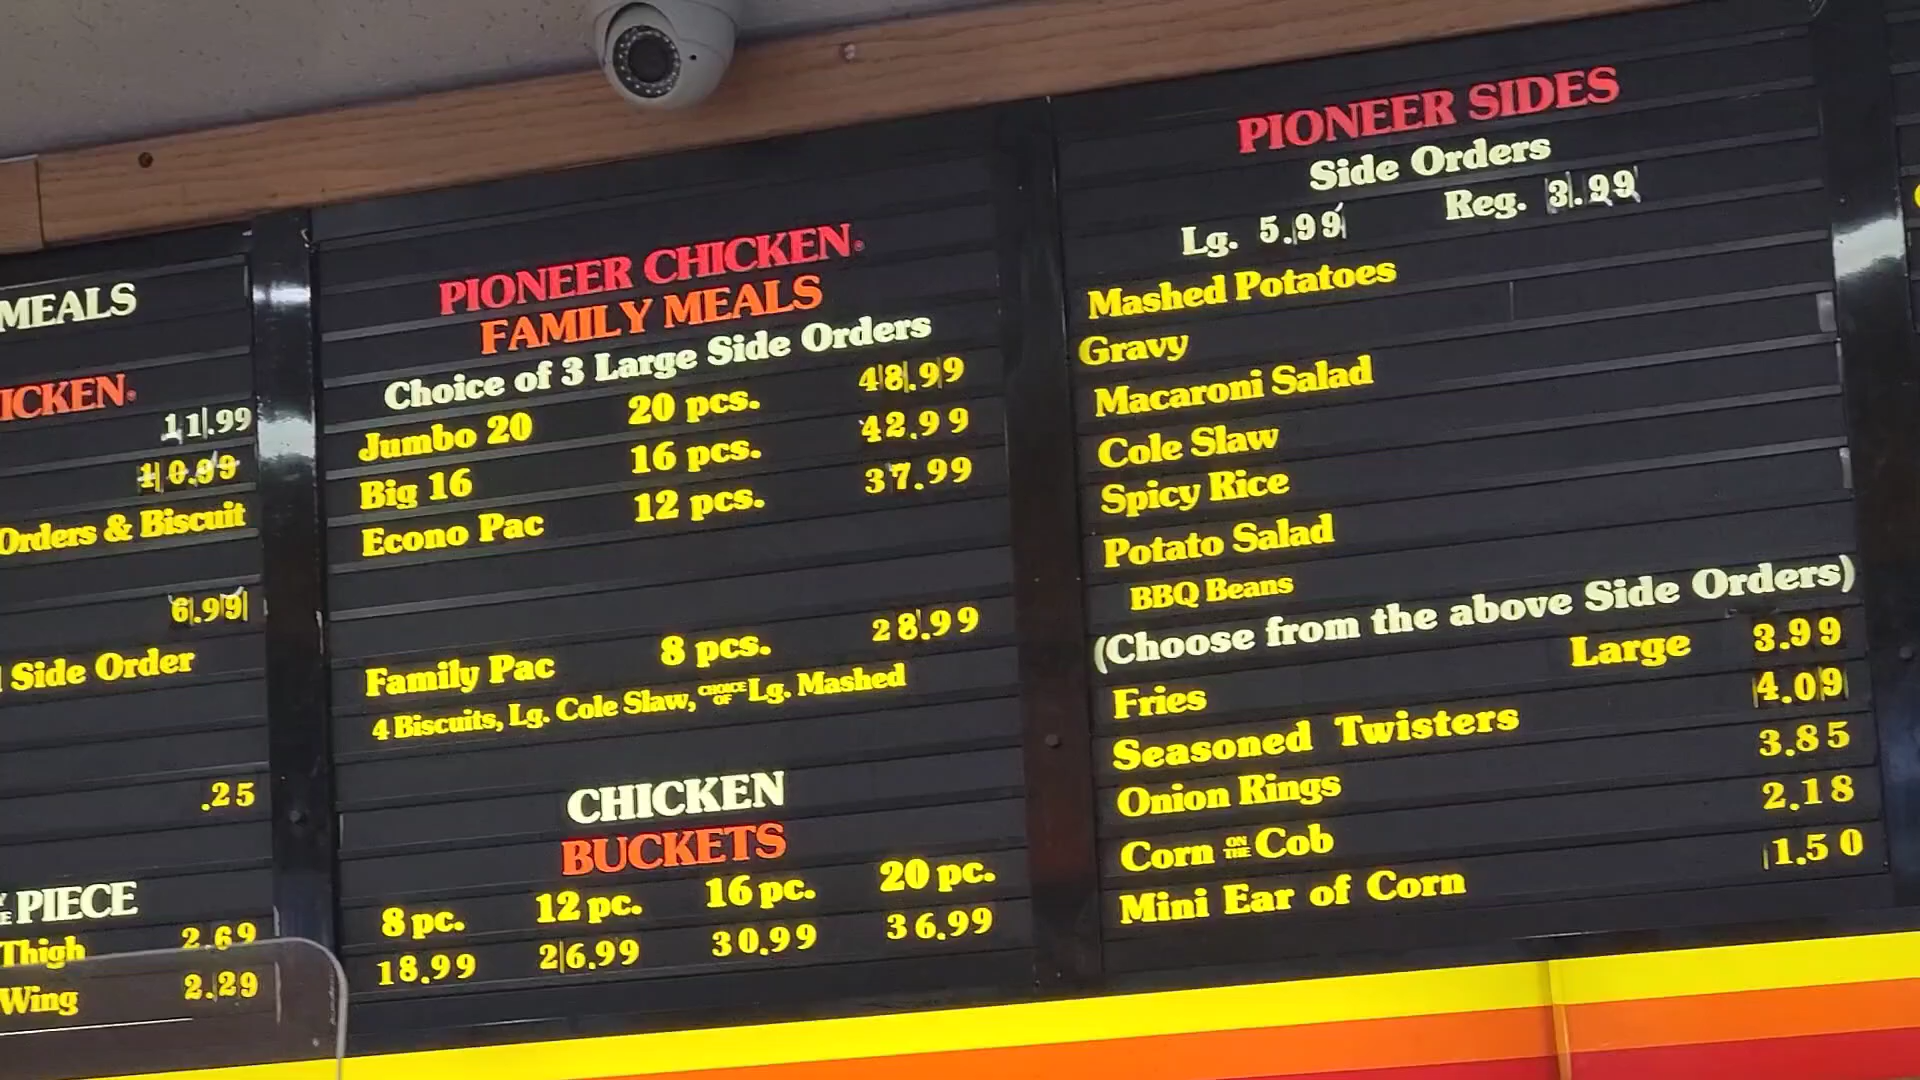 MEALS
ICKEN
11.99
10.99
Orders & Biscuit
6.99
Side Order
.25
PIECE
Thigh 2.69
Wing 2.29
PIONEER CHICKEN
FAMILY MEALS
Choice of 3 Large Side Orders
Jumbo 20 20 pcs. 48.99
Big 16 16 pcs. 42.99
Econo Pac 12 pcs. 37.99
Family Pac 8 pcs. 28.99
4 Biscuits, Lg. Cole Slaw, CHOICE OF Lg. Mashed
CHICKEN
BUCKETS
8 pc. 12 pc. 16 pc. 20 pc.
18.99 26.99 30.99 36.99
PIONEER SIDES
Side Orders
Lg. 5.99 Reg. 3.99
Mashed Potatoes
Gravy
Macaroni Salad
Cole Slaw
Spicy Rice
Potato Salad
BBQ Beans
(Choose from the above Side Orders)
Fries Large 3.99
Seasoned Twisters 4.09
Onion Rings 3.85
Corn ON THE Cob 2.18
Mini Ear of Corn 1.50